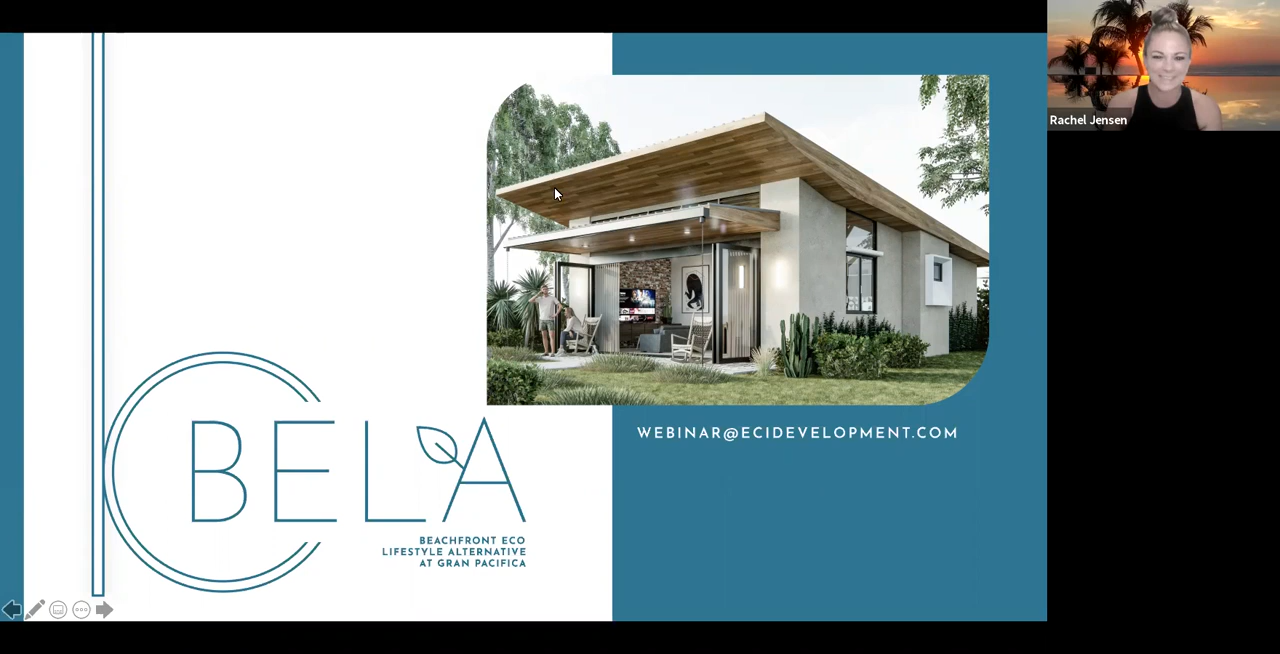 Rachel Jensen
WEBINAR@ECIDEVELOPMENT.COM
BELA
BEACHFRONT ECO
LIFESTYLE ALTERNATIVE
AT GRAN PACIFICA